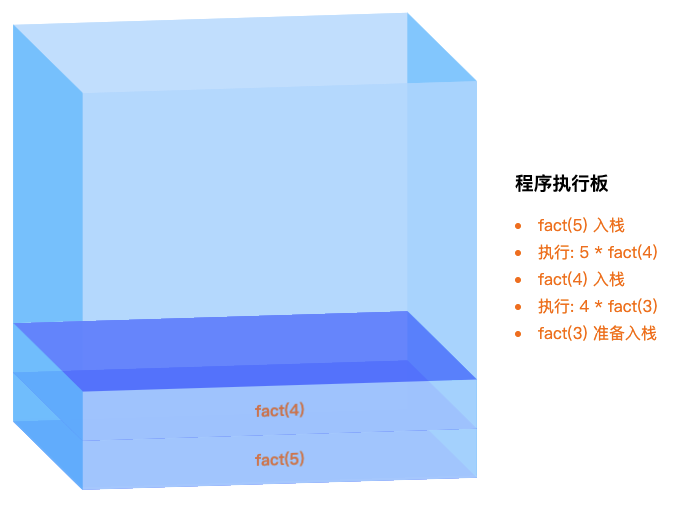 程序执行板
fact(5) 入栈
执行: 5 * fact(4)
fact(4) 入栈
执行: 4 * fact(3)
fact(3) 准备入栈
fact(4)
fact(5)